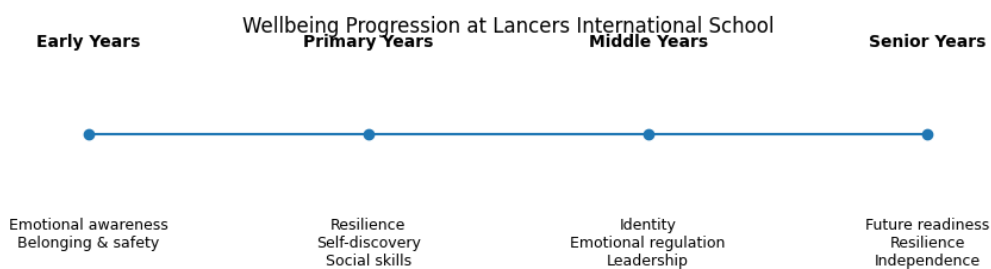 Wellbeing Progression at Lancers International School
Early Years
Primary Years
Middle Years
Senior Years
Emotional awareness
Belonging & safety
Resilience
Self-discovery
Social skills
Identity
Emotional regulation
Leadership
Future readiness
Resilience
Independence